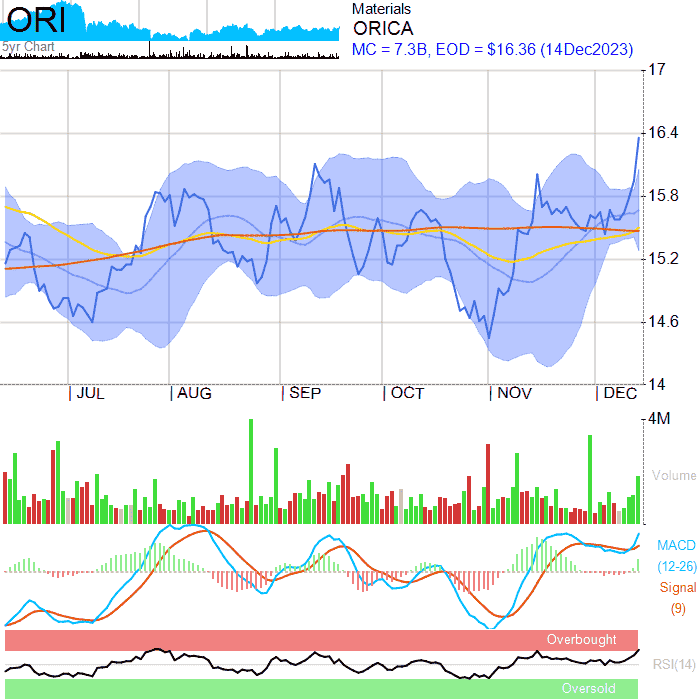 ORI
5yr Chart
Materials
ORICA
MC = 7.3B, EOD = $16.36 (14Dec2023)
17
16.4
15.8
15.2
14.6
14
JUL AUG SEP OCT NOV DEC
4M
Volume
MACD
(12-26)
Signal
(9)
Overbought
RSI(14)
Oversold